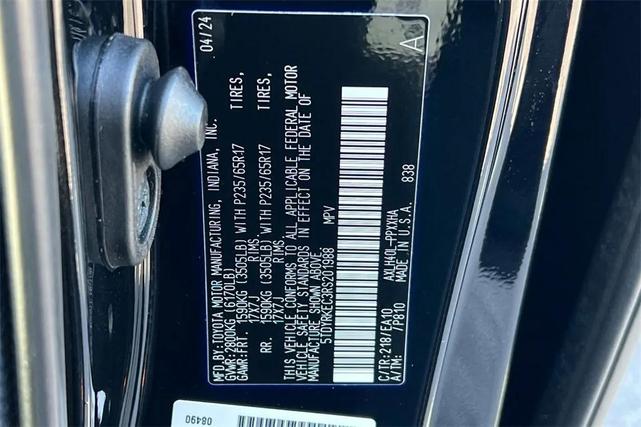 MFD.BY:TOYOTA MOTOR MANUFACTURING, INDIANA, INC. 04/24
GVWR:2800KG (6170LB)
GAWR:FRT. 1590KG (3505LB) WITH P235/65R17 TIRES,
17X7J RIMS
RR. 1590KG (3505LB) WITH P235/65R17 TIRES,
17X7J RIMS
THIS VEHICLE CONFORMS TO ALL APPLICABLE FEDERAL MOTOR
VEHICLE SAFETY STANDARDS IN EFFECT ON THE DATE OF
MANUFACTURE SHOWN ABOVE.
5TDYRKEC3RS201988 MPV
C/TR:218/EA10 AXLH40L-PPXXHA
A/TM: /P810 MADE IN U.S.A. 838
A
08490